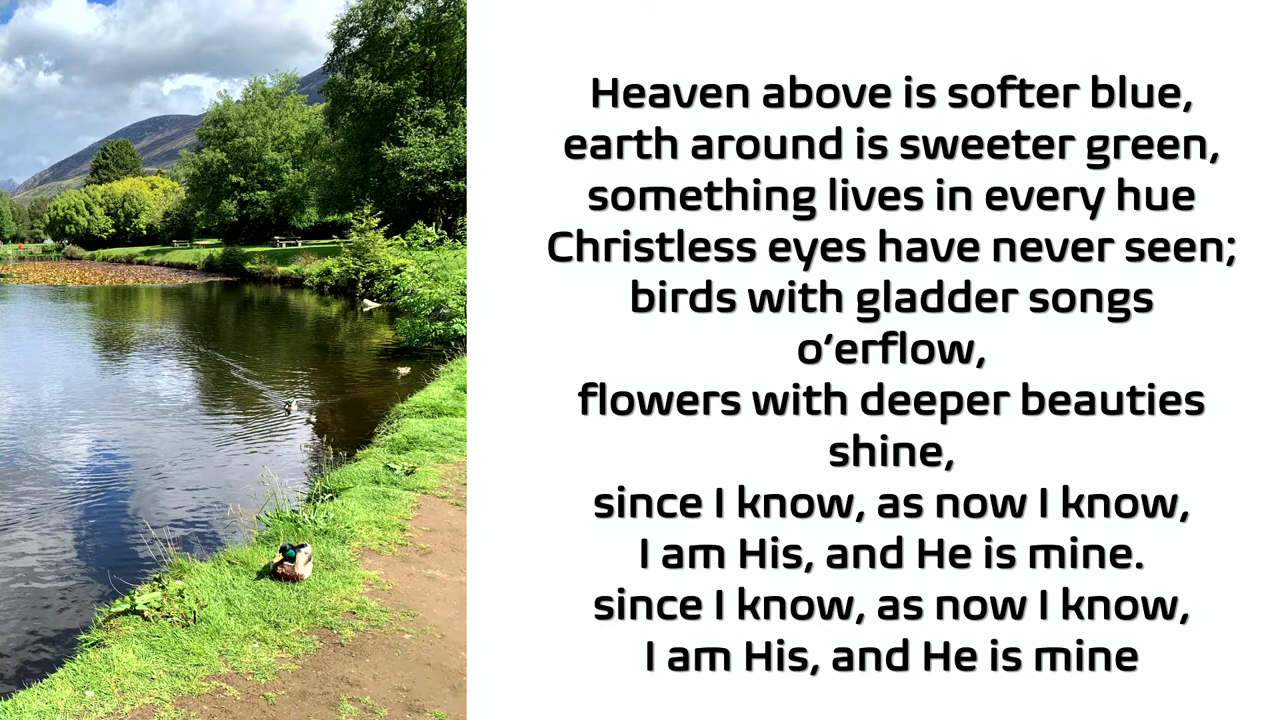 Heaven above is softer blue,
earth around is sweeter green,
something lives in every hue
Christless eyes have never seen;
birds with gladder songs
o’erflow,
flowers with deeper beauties
shine,
since I know, as now I know,
I am His, and He is mine.
since I know, as now I know,
I am His, and He is mine